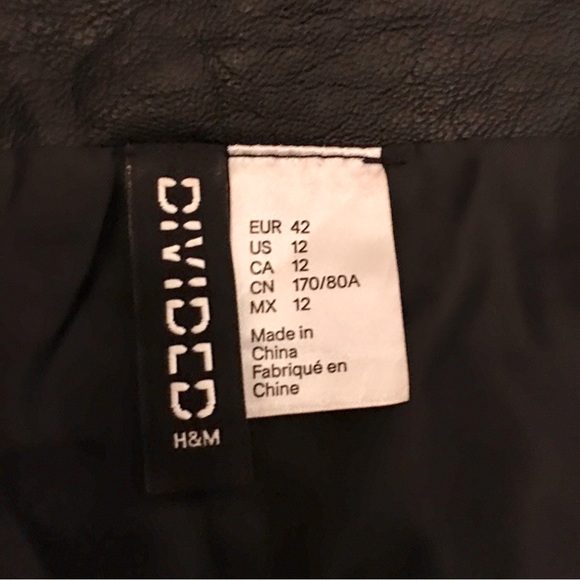 DIVIDED
H&M
EUR 42
US 12
CA 12
CN 170/80A
MX 12
Made in
China
Fabriqué en
Chine